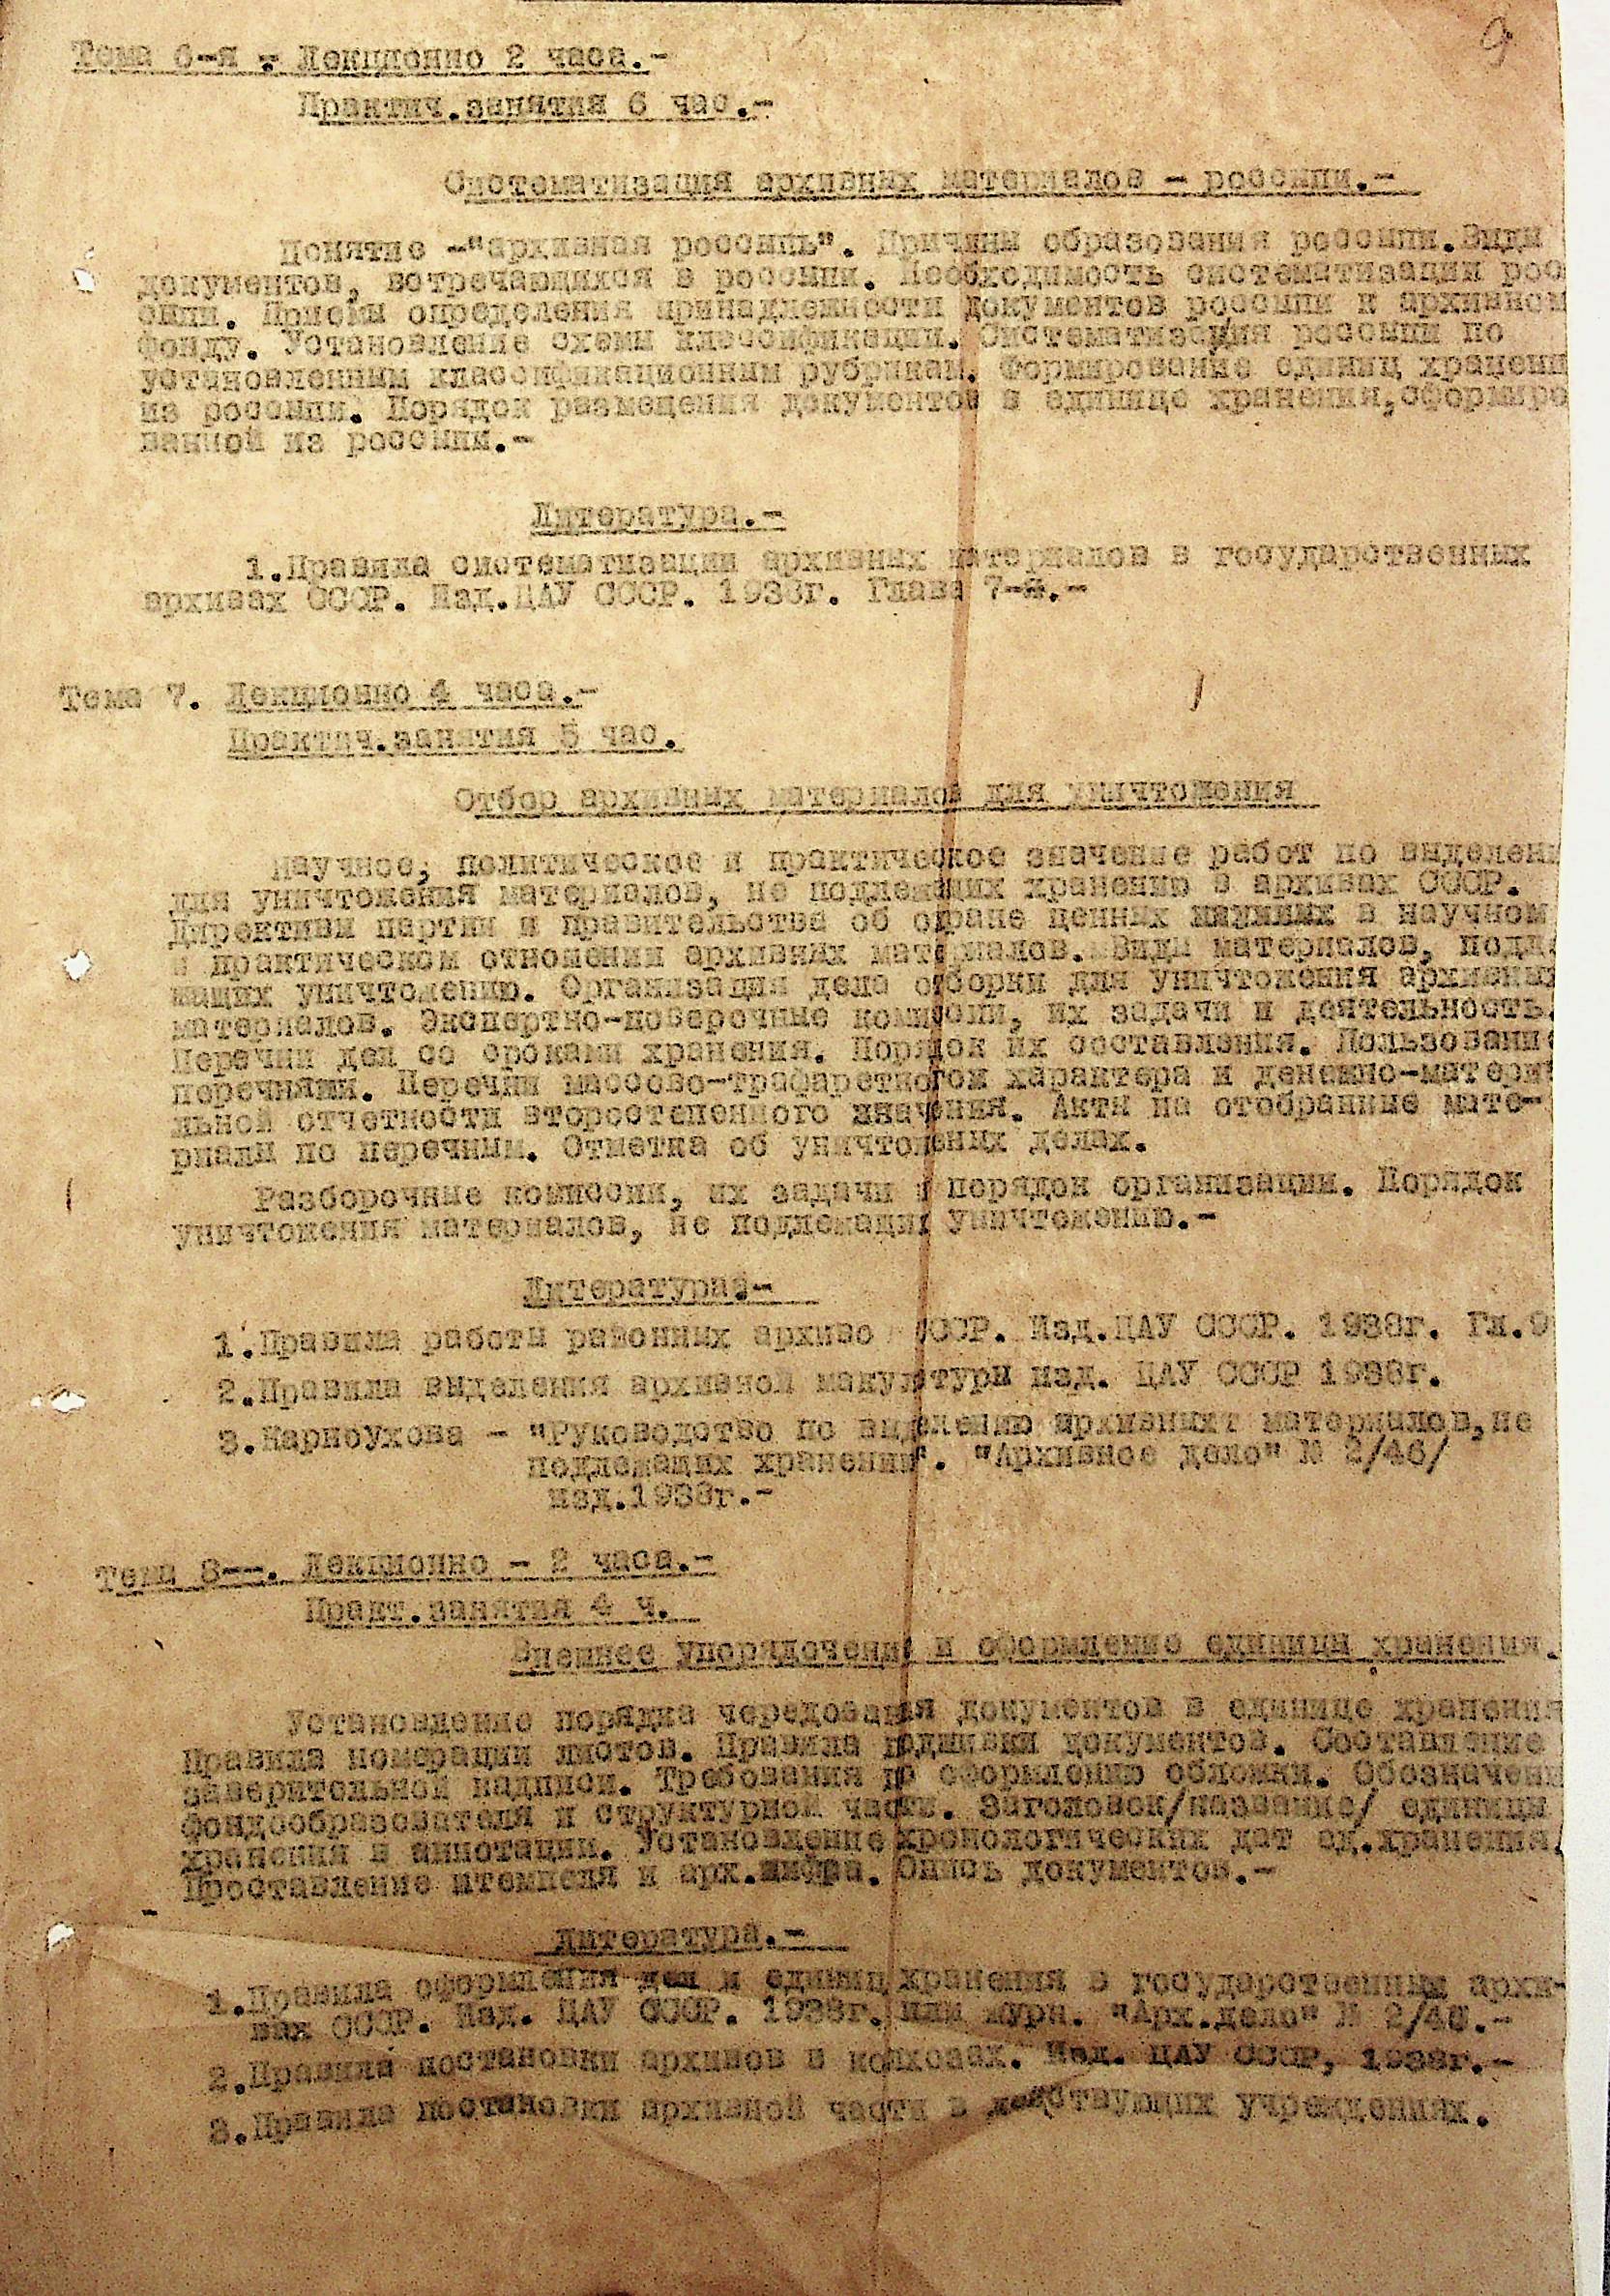 9
Тема 6-я - Лекционно 2 часа.-
Практич.занятия 6 час.-
Систематизация архивных материалов - россыпи.-
Понятие -"архивная россыпь". Причины образования россыпи.Виды
документов, встречающихся в россыпи. Необходимость систематизации рос
сыпи. Приемы определения принадлежности документов россыпи к архивном
фонду. Установление схемы классификации. Систематизация россыпи по
установленным классификационным рубрикам. Формирование единиц хранени
из россыпи. Порядок размещения документов в единице хранения,сформиро
ванной из россыпи.-
Литература.-
1.Правила систематизации архивных материалов в государственных
архивах СССР. Изд.ЦАУ СССР. 1938г. Глава 7-я.-
Тема 7. Лекционно 4 часа.-
Практич.занятия 5 час.
Отбор архивных материалов для уничтожения
Научное, политическое и практическое значение работ по выделени
для уничтожения материалов, не подлежащих хранению в архивах СССР.
Директивы партии и правительства об охране ценных в научном
и практическом отношении архивных материалов. Виды материалов, подле
жащих уничтожению. Организация дела отборки для уничтожения архивных
материалов. Экспертно-поверочные комиссии, их задачи и деятельность.
Перечни дел со сроками хранения. Порядок их составления. Пользование
перечнями. Перечни массово-трафаретного характера и денежно-матери
льной отчетности второстепенного значения. Акты на отобранные мате-
риалы по перечням. Отметка об уничтоженых делах.
Разборочные комиссии, их задачи и порядок организации. Порядок
уничтожения материалов, не подлежащих уничтожению.-
Литература.-
1.Правила работы районных архиво СССР. Изд.ЦАУ СССР. 1938г. Гл.9
2.Правила выделения архивной макулатуры изд. ЦАУ СССР 1938г.
3.Карноухова - "Руководство по выделению архивных материалов,не
подлежащих хранению". "Архивное дело" № 2/46/
изд.1938г.-
Тема 8--. Лекционно - 2 часа.-
Практ.занятия 4 ч.
Внешнее упорядочение и оформление единицы хранения.
Установление порядка чередования документов в единице хранения
Правила номерации листов. Правила подшивки документов. Составление
заверительной надписи. Требования по оформлению обложки. Обозначени
фондообразователя и структурной части. Заголовок/название/ единицы
хранения и аннотации. Установление хронологических дат ед.хранения.
Проставление штемпеля и арх.шифра. Опись документов.-
Литература.-
1.Правила оформления дел и единиц хранения в государственных архи-
вах СССР. Изд. ЦАУ СССР. 1938г. или журн. "Арх.дело" № 2/46.-
2.Правила постановки архивов в колхозах. Изд. ЦАУ СССР, 1938г.-
3.Правила постановки архивной части в действующих учреждениях.